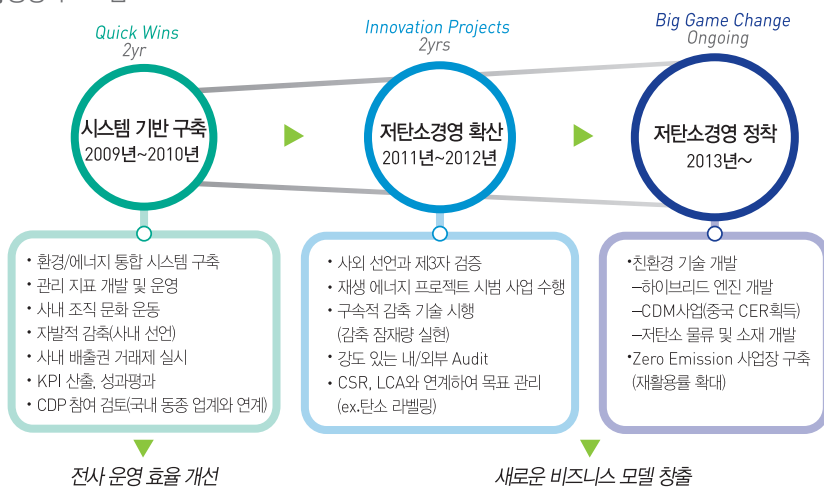 Quick Wins
2yr
Innovation Projects
2yrs
Big Game Change
Ongoing
시스템 기반 구축
2009년~2010년
저탄소경영 확산
2011년~2012년
저탄소경영 정착
2013년~
• 환경/에너지 통합 시스템 구축
• 관리 지표 개발 및 운영
• 사내 조직 문화 운동
• 자발적 감축(사내 선언)
• 사내 배출권 거래제 실시
• KPI 산출, 성과평과
• CDP 참여 검토(국내 동종 업계와 연계)
• 사외 선언과 제3자 검증
• 재생 에너지 프로젝트 시범 사업 수행
• 구속적 감축 기술 시행
(감축 잠재량 실현)
• 강도 있는 내/외부 Audit
• CSR, LCA와 연계하여 목표 관리
(ex.탄소 라벨링)
•친환경 기술 개발
–하이브리드 엔진 개발
–CDM사업(중국 CER획득)
–저탄소 물류 및 소재 개발
•Zero Emission 사업장 구축
(재활용률 확대)
전사 운영 효율 개선
새로운 비즈니스 모델 창출